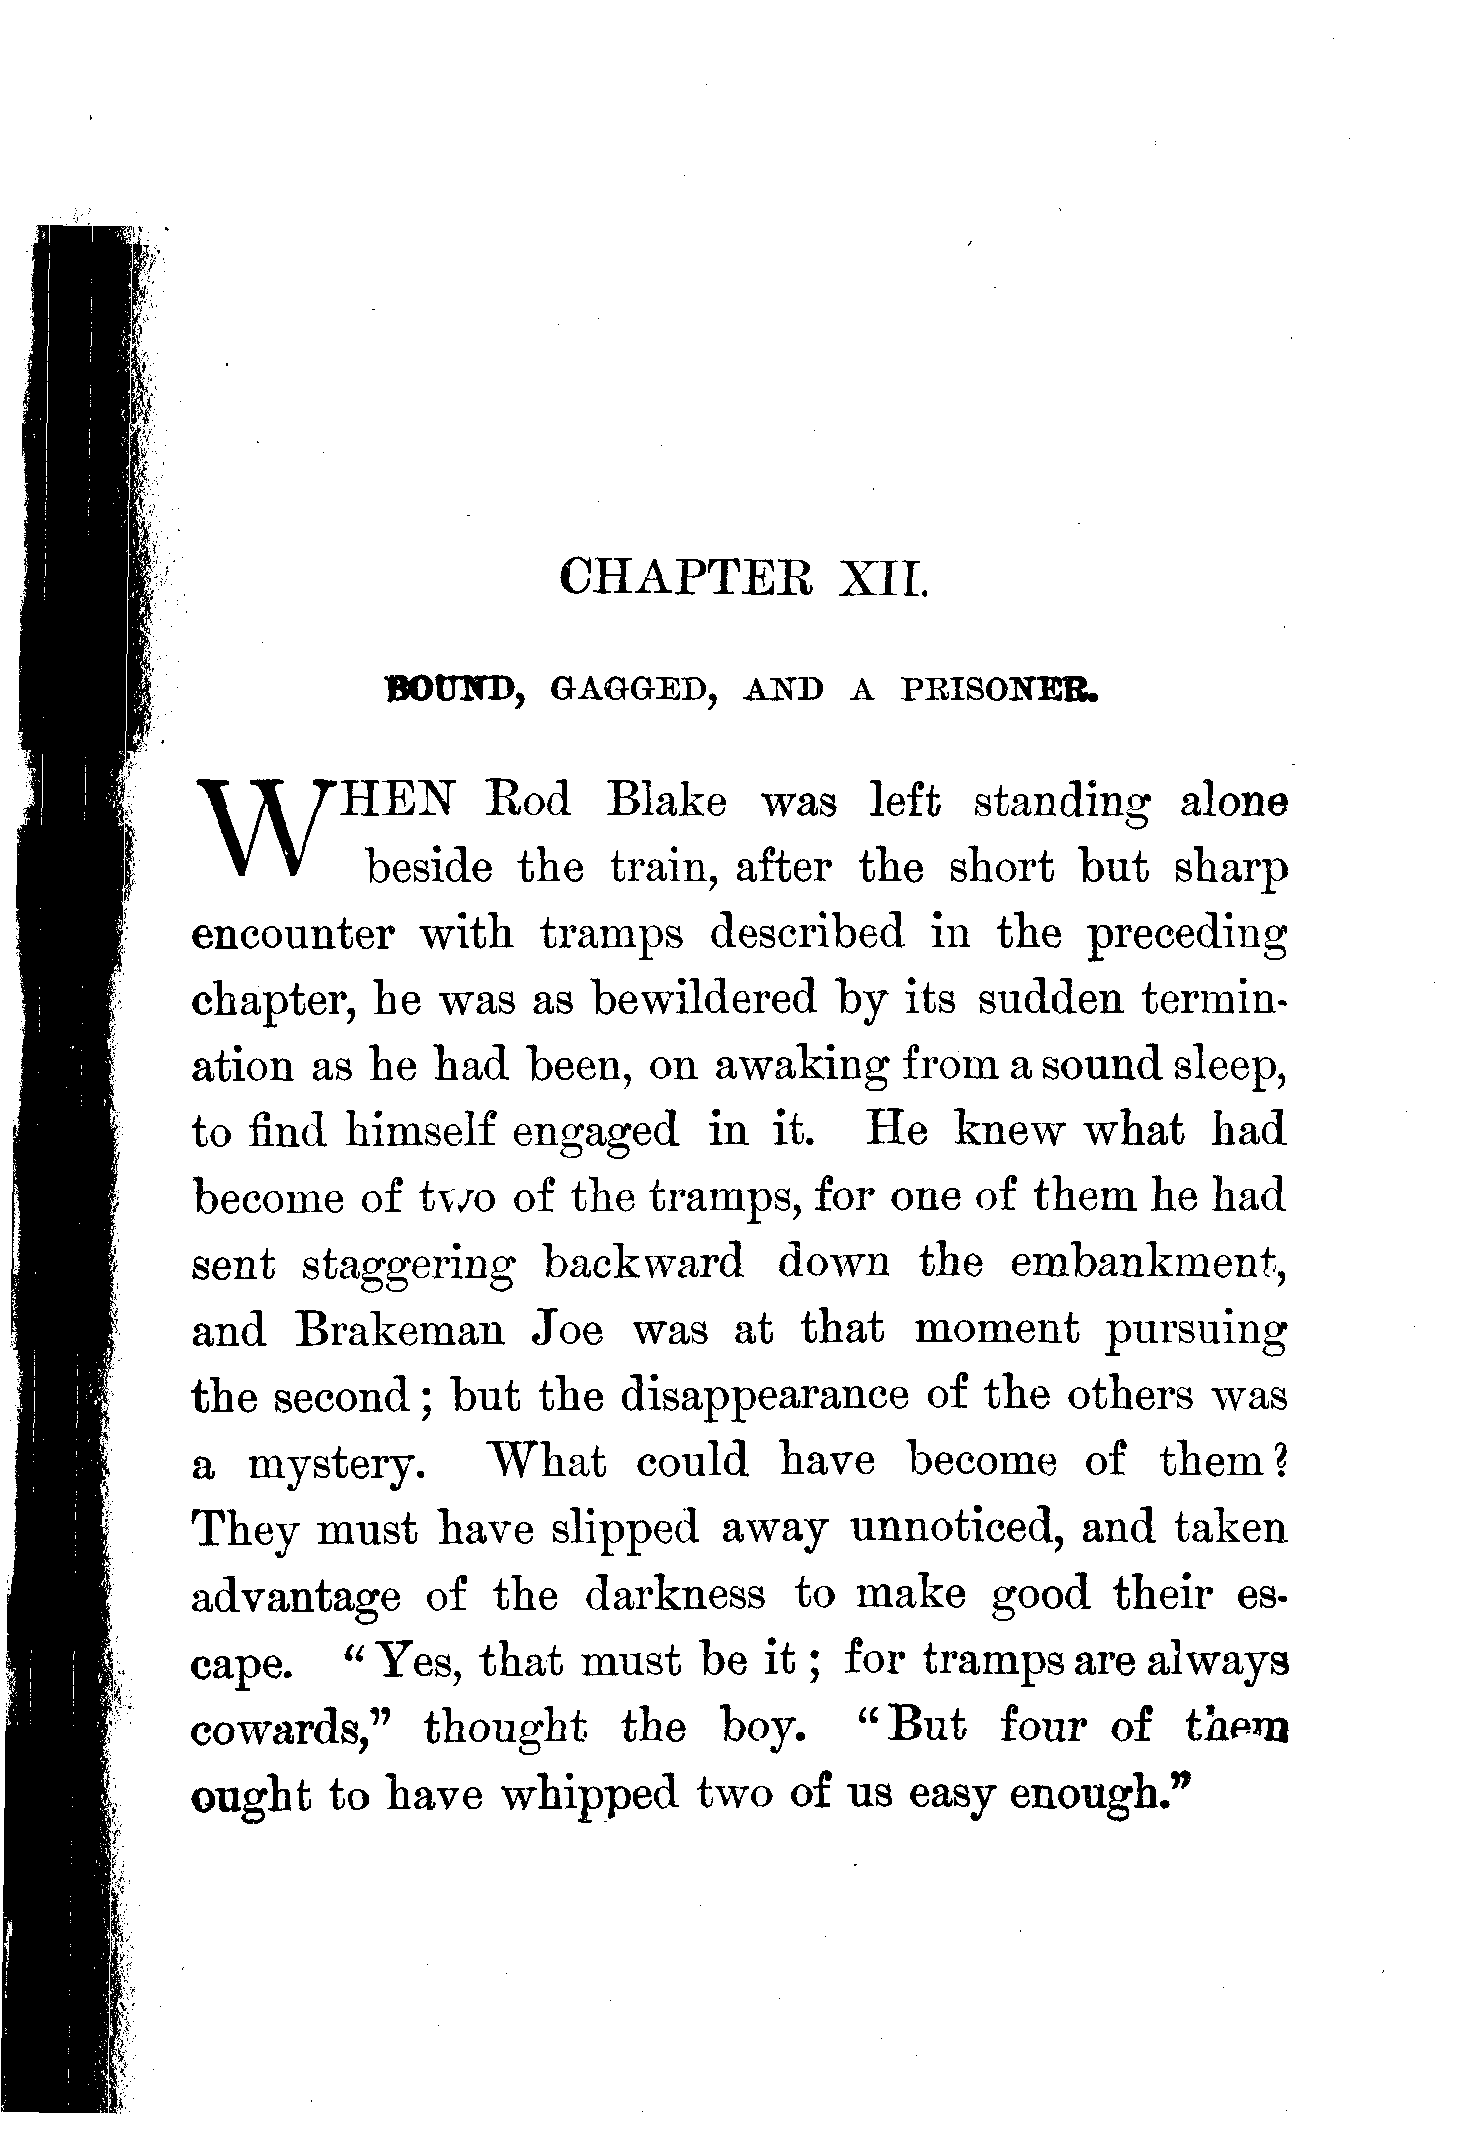 CHAPTER XII.
BOUND, GAGGED, AND A PRISONER.
WHEN Rod Blake was left standing alone
beside the train, after the short but sharp
encounter with tramps described in the preceding
chapter, he was as bewildered by its sudden termin-
ation as he had been, on awaking from a sound sleep,
to find himself engaged in it. He knew what had
become of two of the tramps, for one of them he had
sent staggering backward down the embankment,
and Brakeman Joe was at that moment pursuing
the second; but the disappearance of the others was
a mystery. What could have become of them?
They must have slipped away unnoticed, and taken
advantage of the darkness to make good their es-
cape. "Yes, that must be it; for tramps are always
cowards," thought the boy. "But four of them
ought to have whipped two of us easy enough."